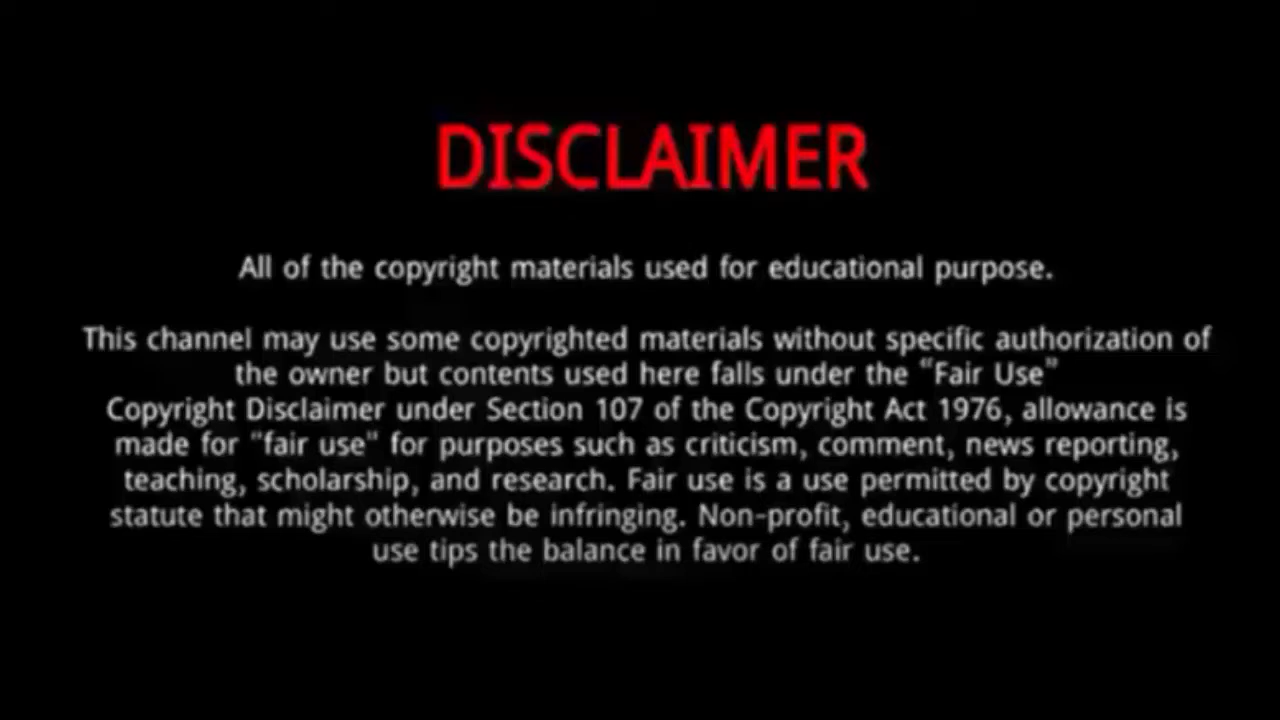 DISCLAIMER
All of the copyright materials used for educational purpose.
This channel may use some copyrighted materials without specific authorization of
the owner but contents used here falls under the “Fair Use”
Copyright Disclaimer under Section 107 of the Copyright Act 1976, allowance is
made for "fair use" for purposes such as criticism, comment, news reporting,
teaching, scholarship, and research. Fair use is a use permitted by copyright
statute that might otherwise be infringing. Non-profit, educational or personal
use tips the balance in favor of fair use.